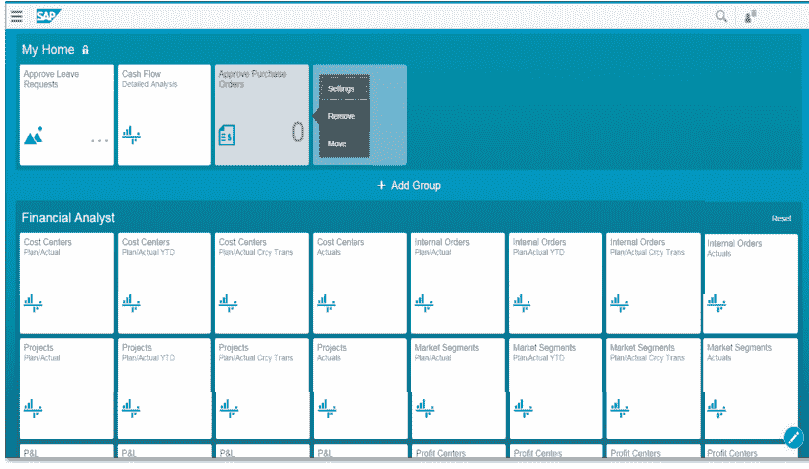 SAP
My Home
Approve Leave
Requests
Cash Flow
Detailed Analysis
Approve Purchase
Orders
...
0
Settings
Remove
Move
+ Add Group
Financial Analyst
Reset
Cost Centers
Plan/Actual
Cost Centers
Plan/Actual YTD
Cost Centers
Plan/Actual Crcy Trans
Cost Centers
Actuals
Internal Orders
Plan/Actual
Internal Orders
Plan/Actual YTD
Internal Orders
Plan/Actual Crcy Trans
Internal Orders
Actuals
Projects
Plan/Actual
Projects
Plan/Actual YTD
Projects
Plan/Actual Crcy Trans
Projects
Actuals
Market Segments
Plan/Actual
Market Segments
Plan/Actual YTD
Market Segments
Plan/Actual Crcy Trans
Market Segments
Actuals
P&L
P&L
P&L
P&L
Profit Centers
Profit Centers
Profit Centers
Profit Centers